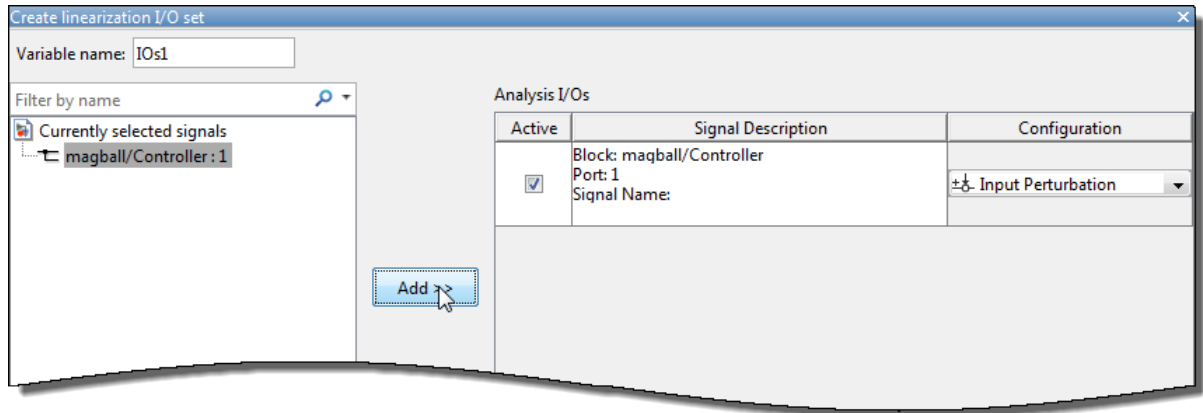 Create linearization I/O set
Variable name: IOs1
Filter by name
Currently selected signals
magball/Controller : 1
Add >>
Analysis I/Os
Active Signal Description Configuration
Block: magball/Controller
Port: 1
Signal Name:
Input Perturbation